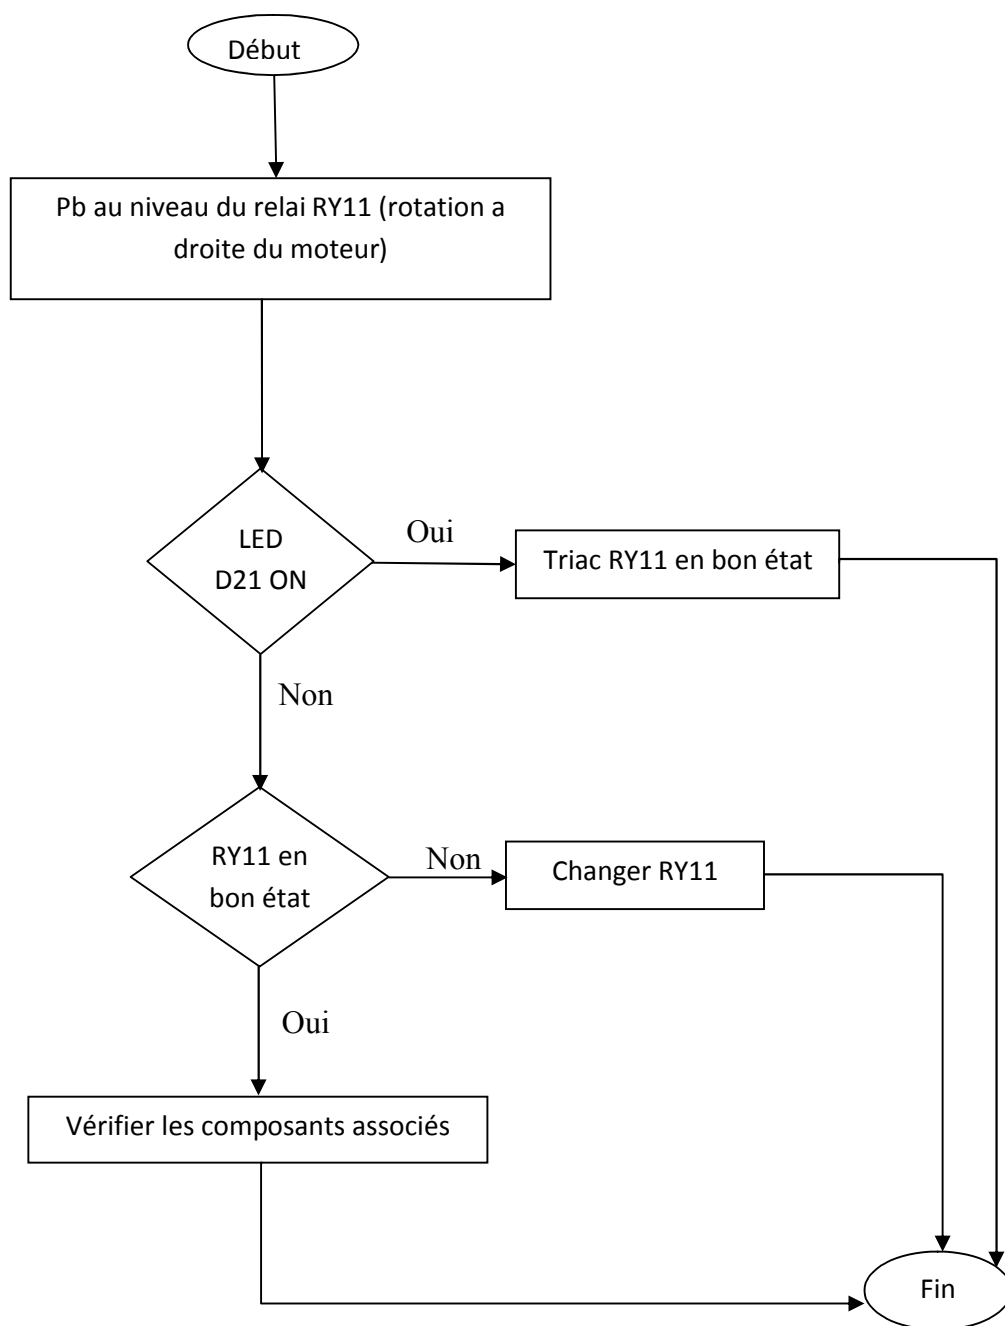 Début
Pb au niveau du relai RY11 (rotation a
droite du moteur)
LED
D21 ON
Oui
Triac RY11 en bon état
Non
RY11 en
bon état
Non
Changer RY11
Oui
Vérifier les composants associés
Fin